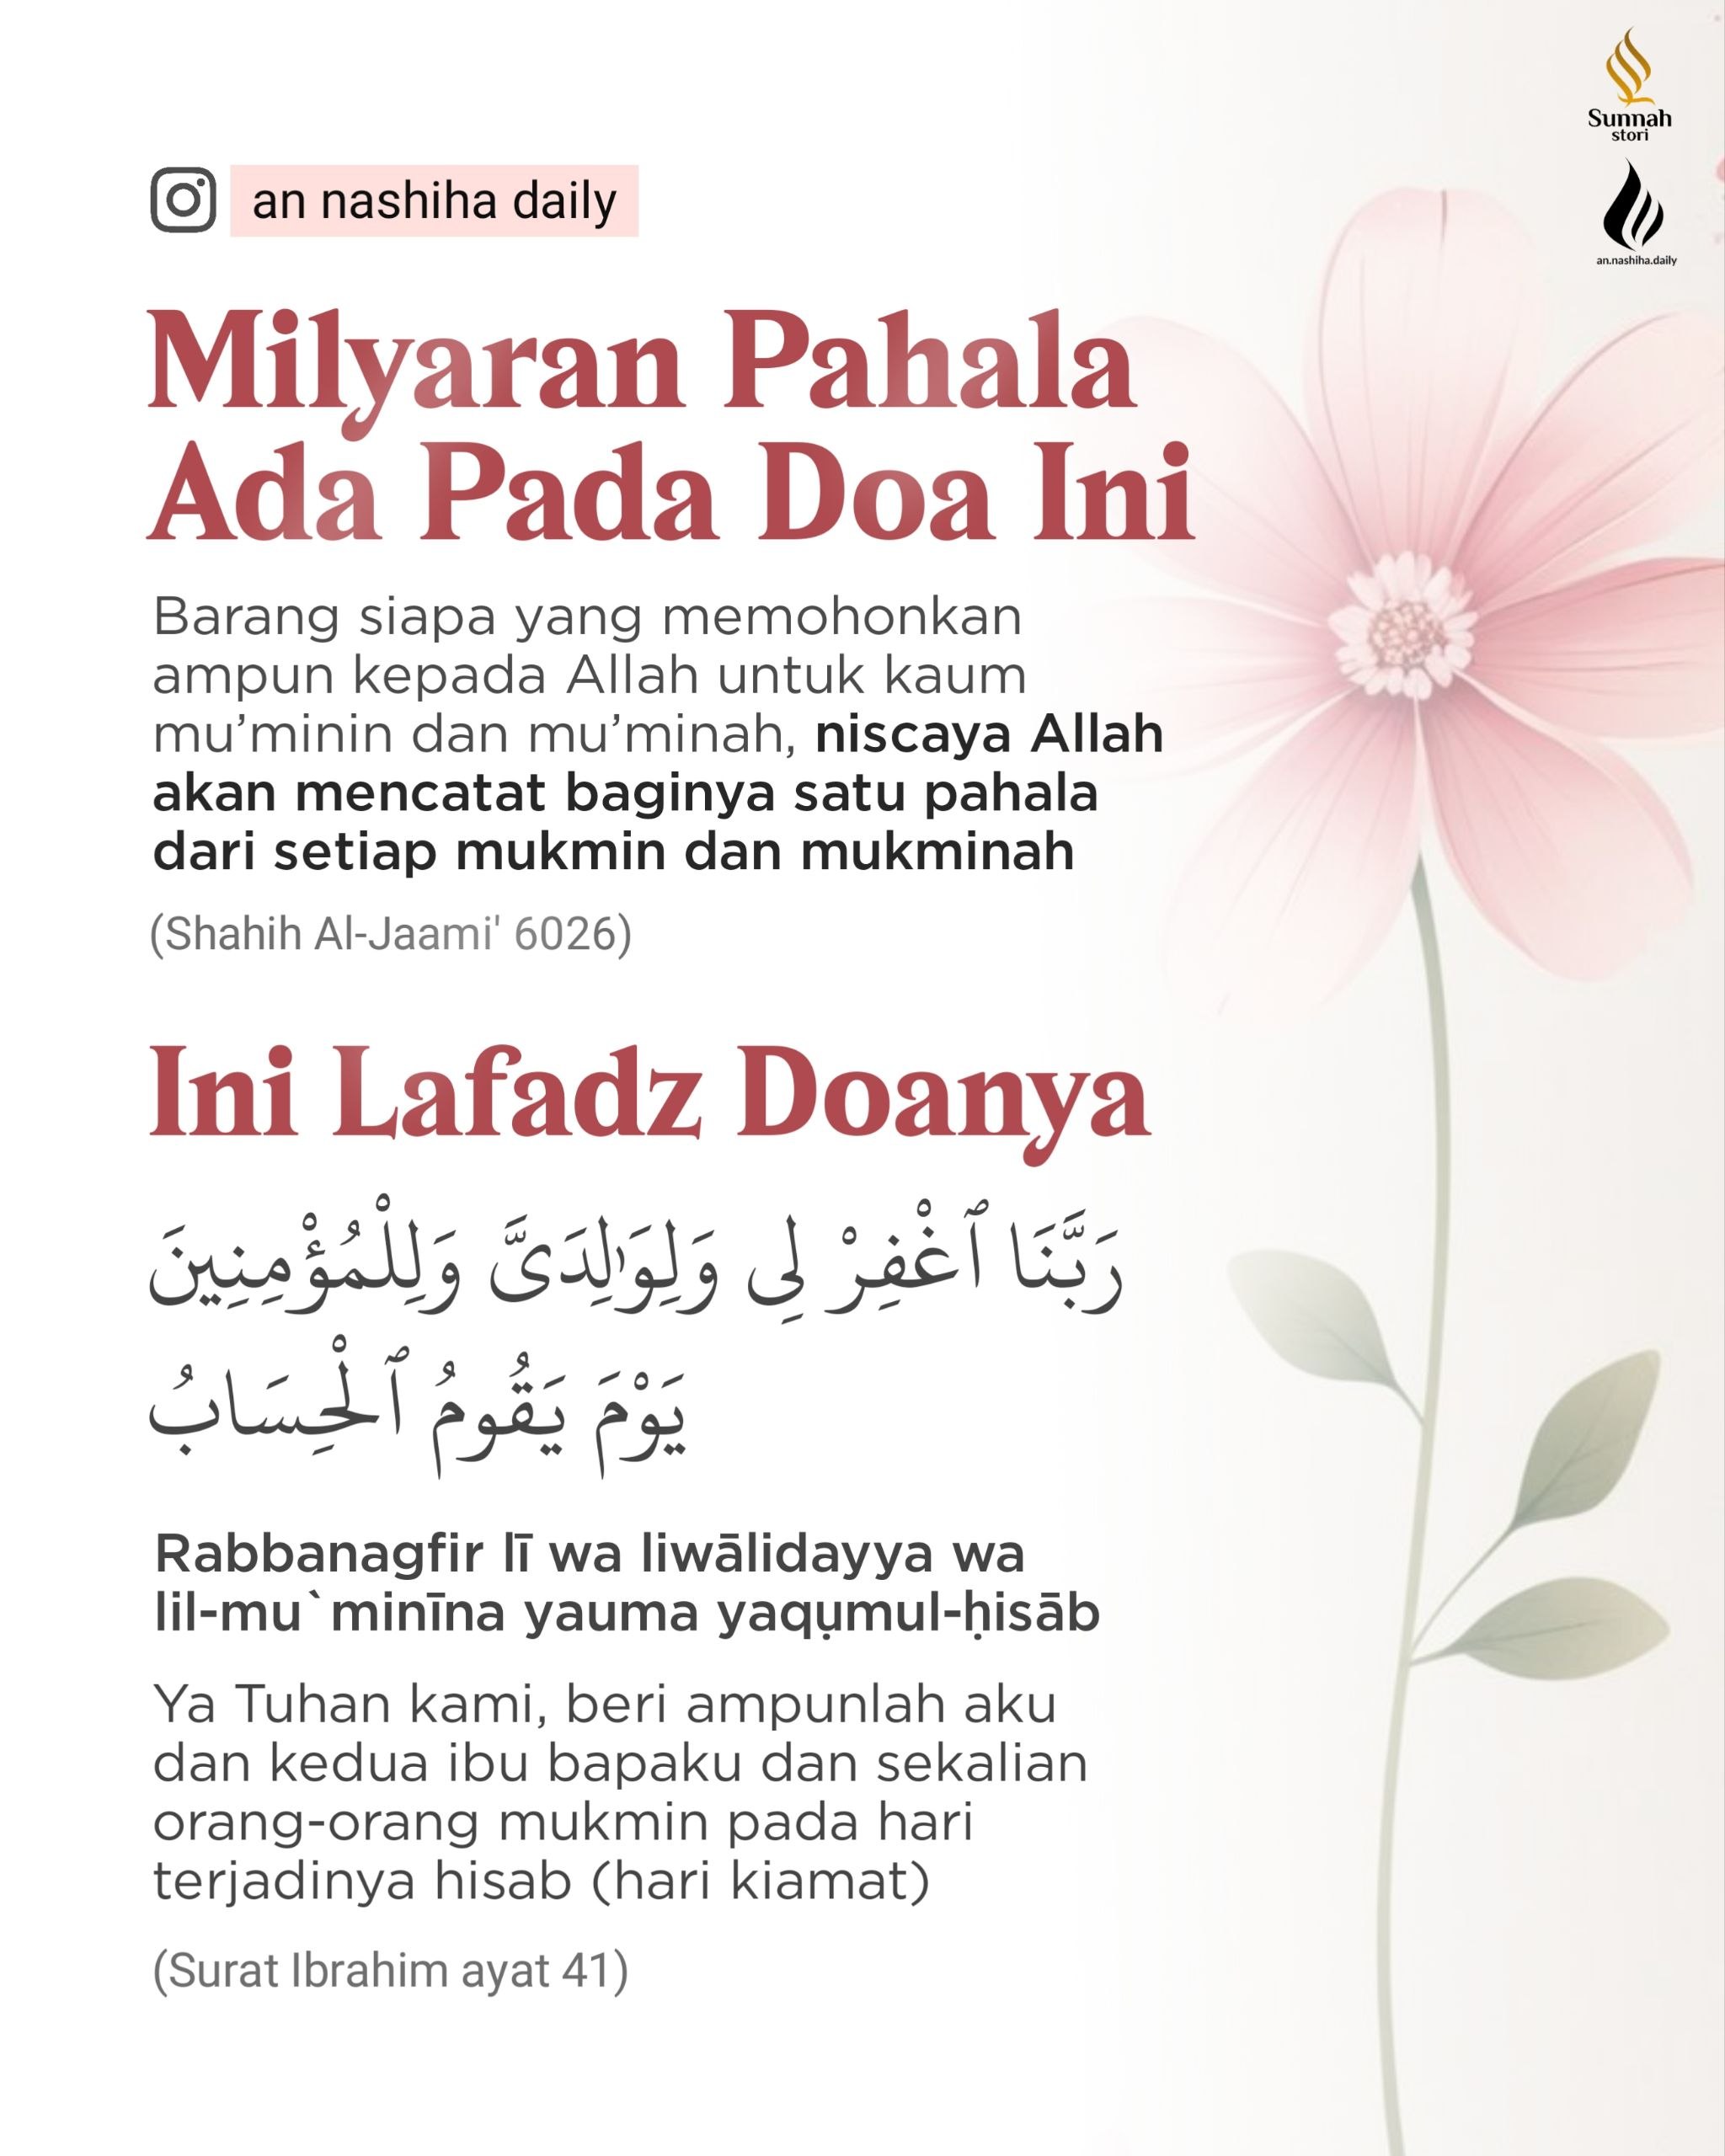 Sunnah
stori
an.nashiha.daily
an nashiha daily
Milyaran Pahala
Ada Pada Doa Ini
Barang siapa yang memohonkan
ampun kepada Allah untuk kaum
mu’minin dan mu’minah, niscaya Allah
akan mencatat baginya satu pahala
dari setiap mukmin dan mukminah
(Shahih Al-Jaami' 6026)
Ini Lafadz Doanya
رَبَّنَا ٱغْفِرْ لِى وَلِوَٰلِدَىَّ وَلِلْمُؤْمِنِينَ
يَوْمَ يَقُومُ ٱلْحِسَابُ
Rabbanagfir lī wa liwālidayya wa
lil-mu`minīna yauma yaqụmul-ḥisāb
Ya Tuhan kami, beri ampunlah aku
dan kedua ibu bapaku dan sekalian
orang-orang mukmin pada hari
terjadinya hisab (hari kiamat)
(Surat Ibrahim ayat 41)